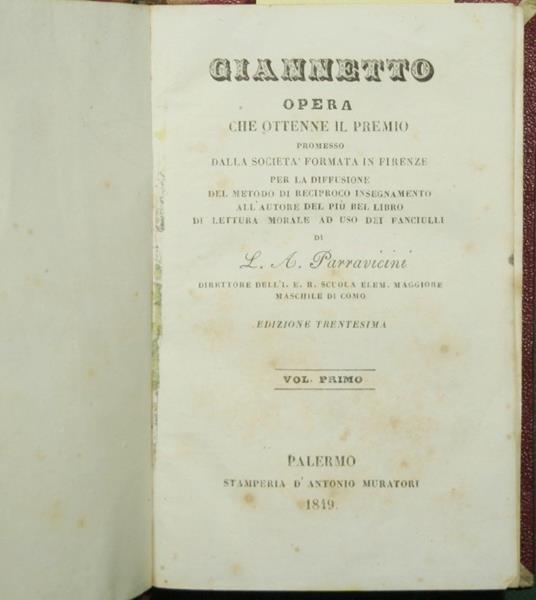 GIANNETTO
OPERA
CHE OTTENNE IL PREMIO
PROMESSO
DALLA SOCIETA' FORMATA IN FIRENZE
PER LA DIFFUSIONE
DEL METODO DI RECIPROCO INSEGNAMENTO
ALL'AUTORE DEL PIÙ BEL LIBRO
DI LETTURA MORALE AD USO DEI FANCIULLI
DI
L. A. Parravicini
DIRETTORE DELL'I. E. R. SCUOLA ELEM. MAGGIORE
MASCHILE DI COMO
EDIZIONE TRENTESIMA
VOL. PRIMO
PALERMO
STAMPERIA D'ANTONIO MURATORI
1849.